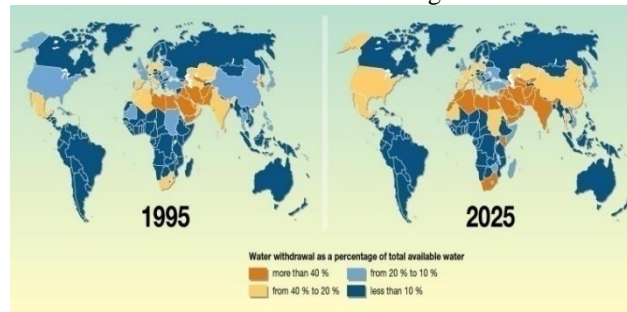 1995
2025
Water withdrawal as a percentage of total available water
more than 40 %
from 20 % to 10 %
from 40 % to 20 %
less than 10 %